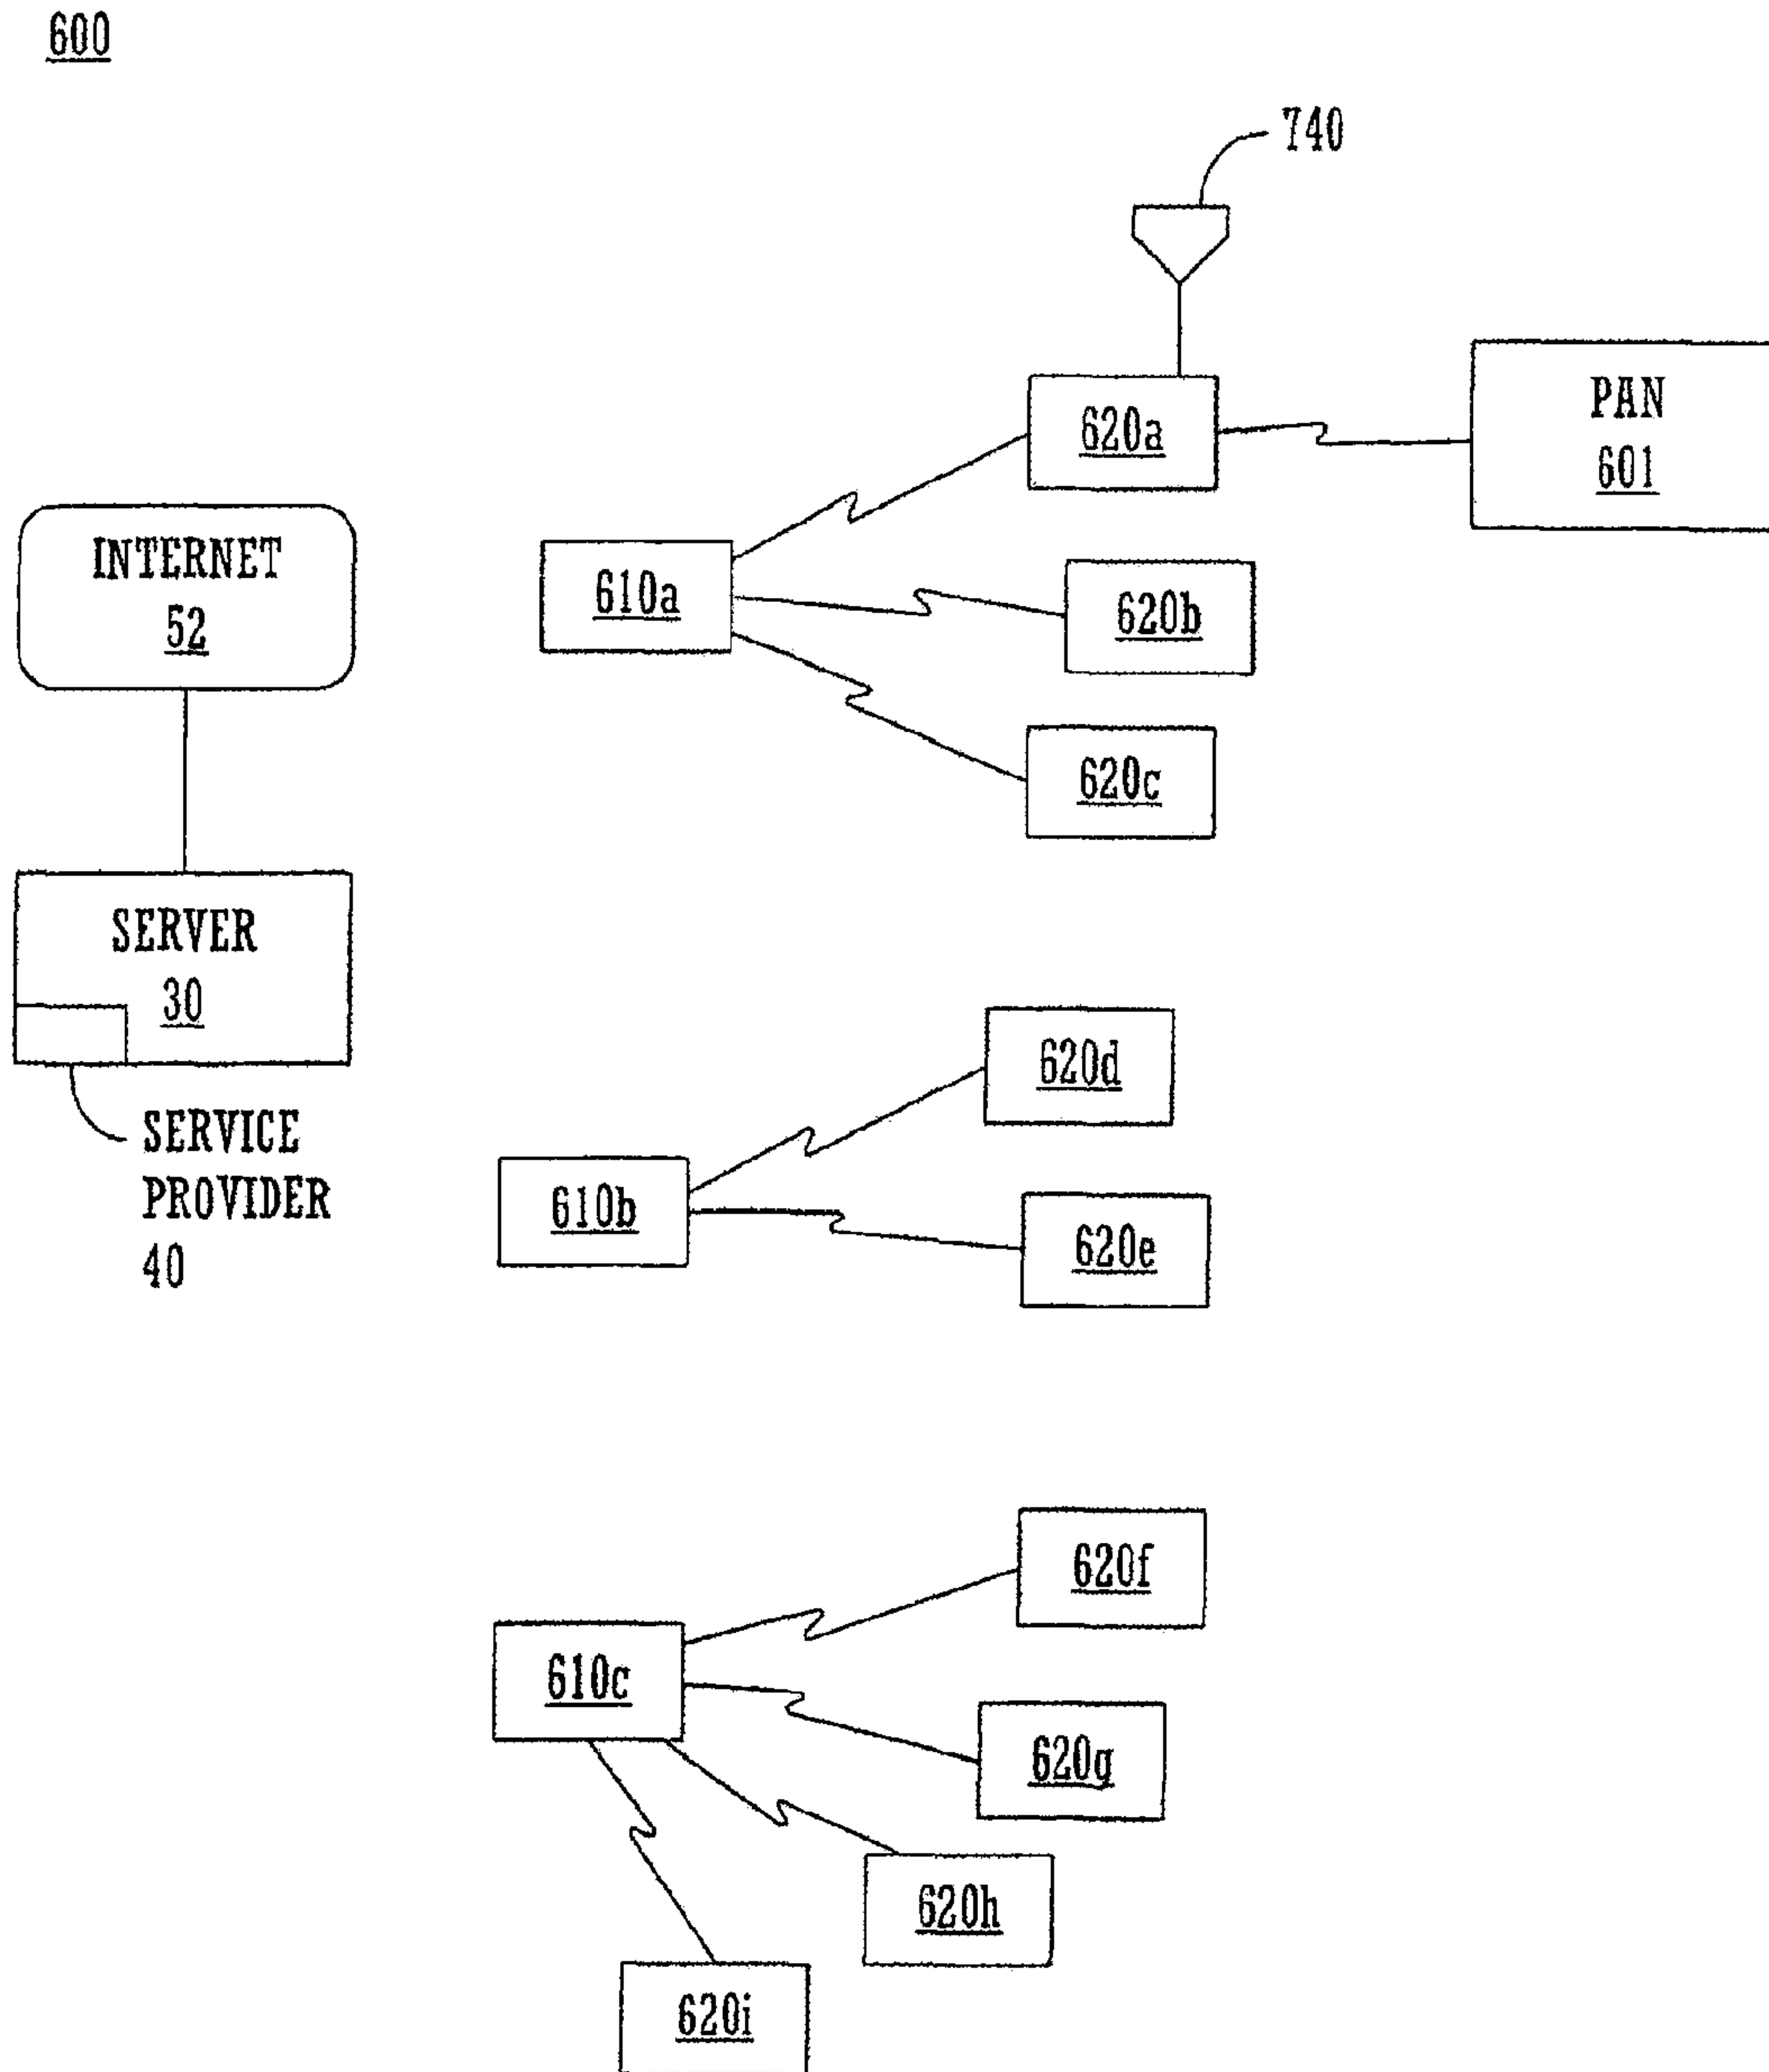 600
740
620a
PAN
601
INTERNET
52
610a
620b
620c
SERVER
30
SERVICE
PROVIDER
40
620d
610b
620e
620f
610c
620g
620h
620i